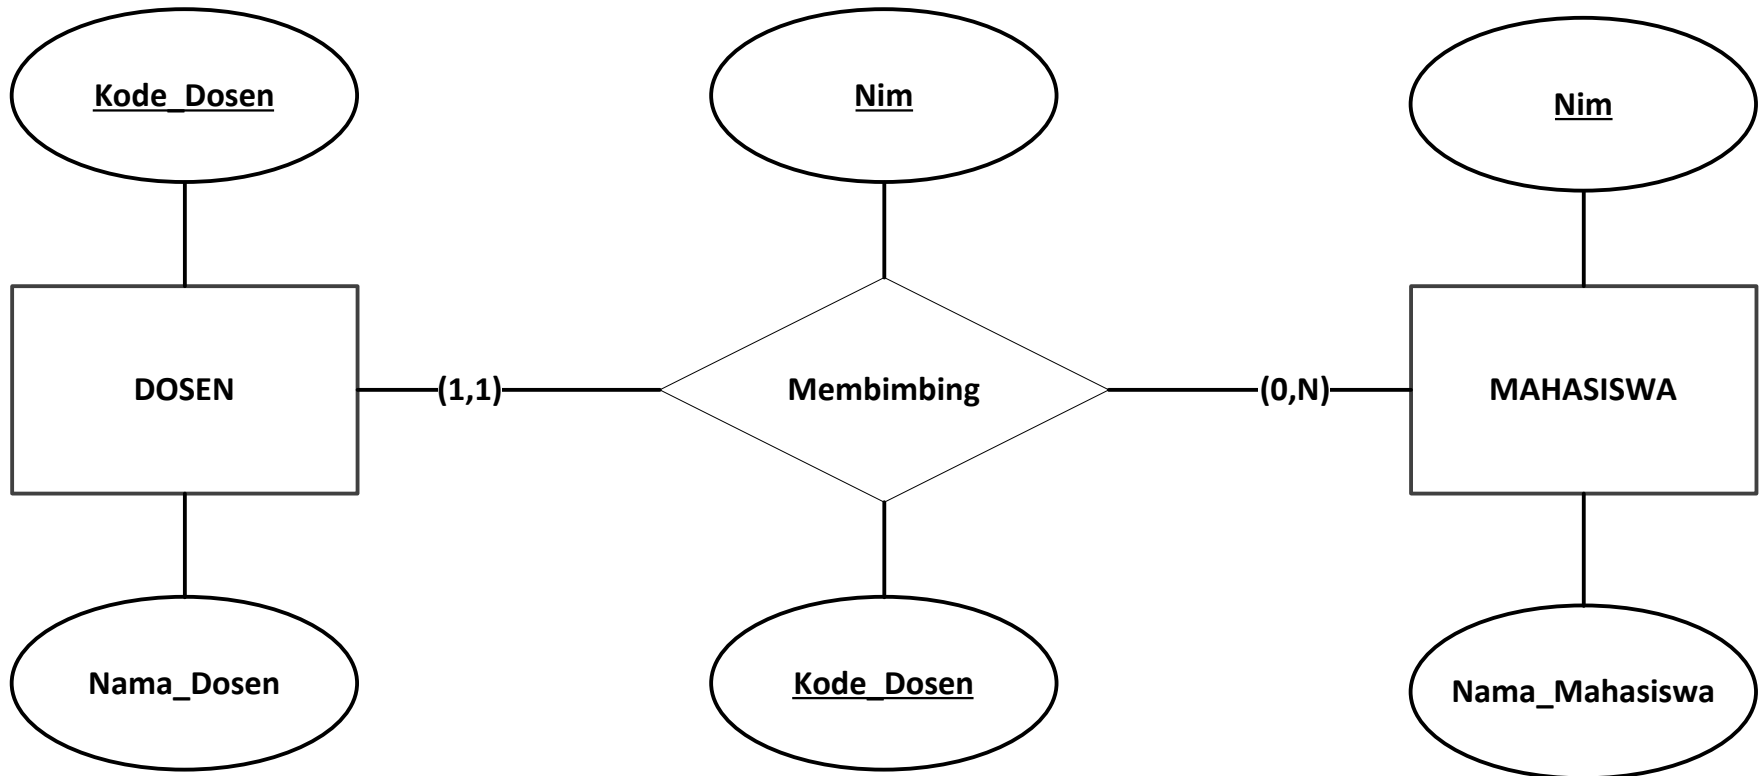 Kode_Dosen
Nim
Nim
DOSEN
(1,1)
Membimbing
(0,N)
MAHASISWA
Nama_Dosen
Kode_Dosen
Nama_Mahasiswa